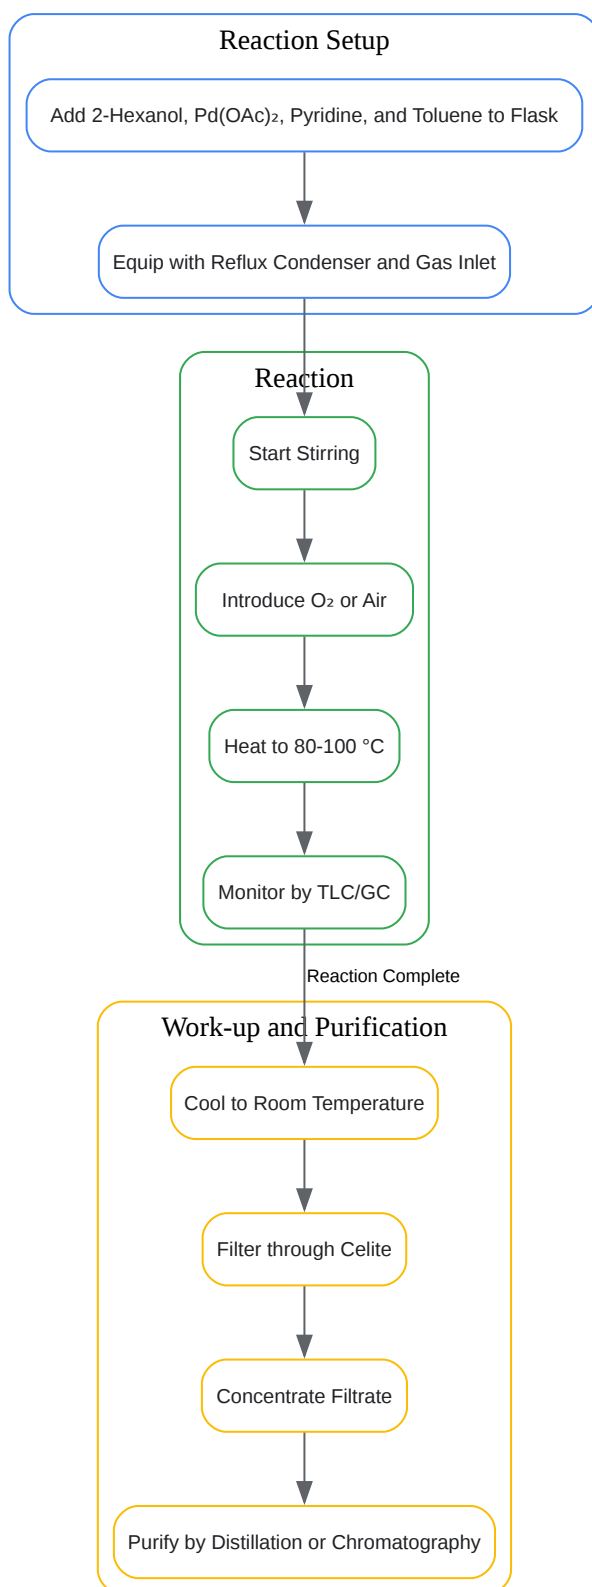 Reaction Setup
Add 2-Hexanol, Pd(OAc)₂, Pyridine, and Toluene to Flask
Equip with Reflux Condenser and Gas Inlet
Reaction
Start Stirring
Introduce O₂ or Air
Heat to 80-100 °C
Monitor by TLC/GC
Reaction Complete
Work-up and Purification
Cool to Room Temperature
Filter through Celite
Concentrate Filtrate
Purify by Distillation or Chromatography